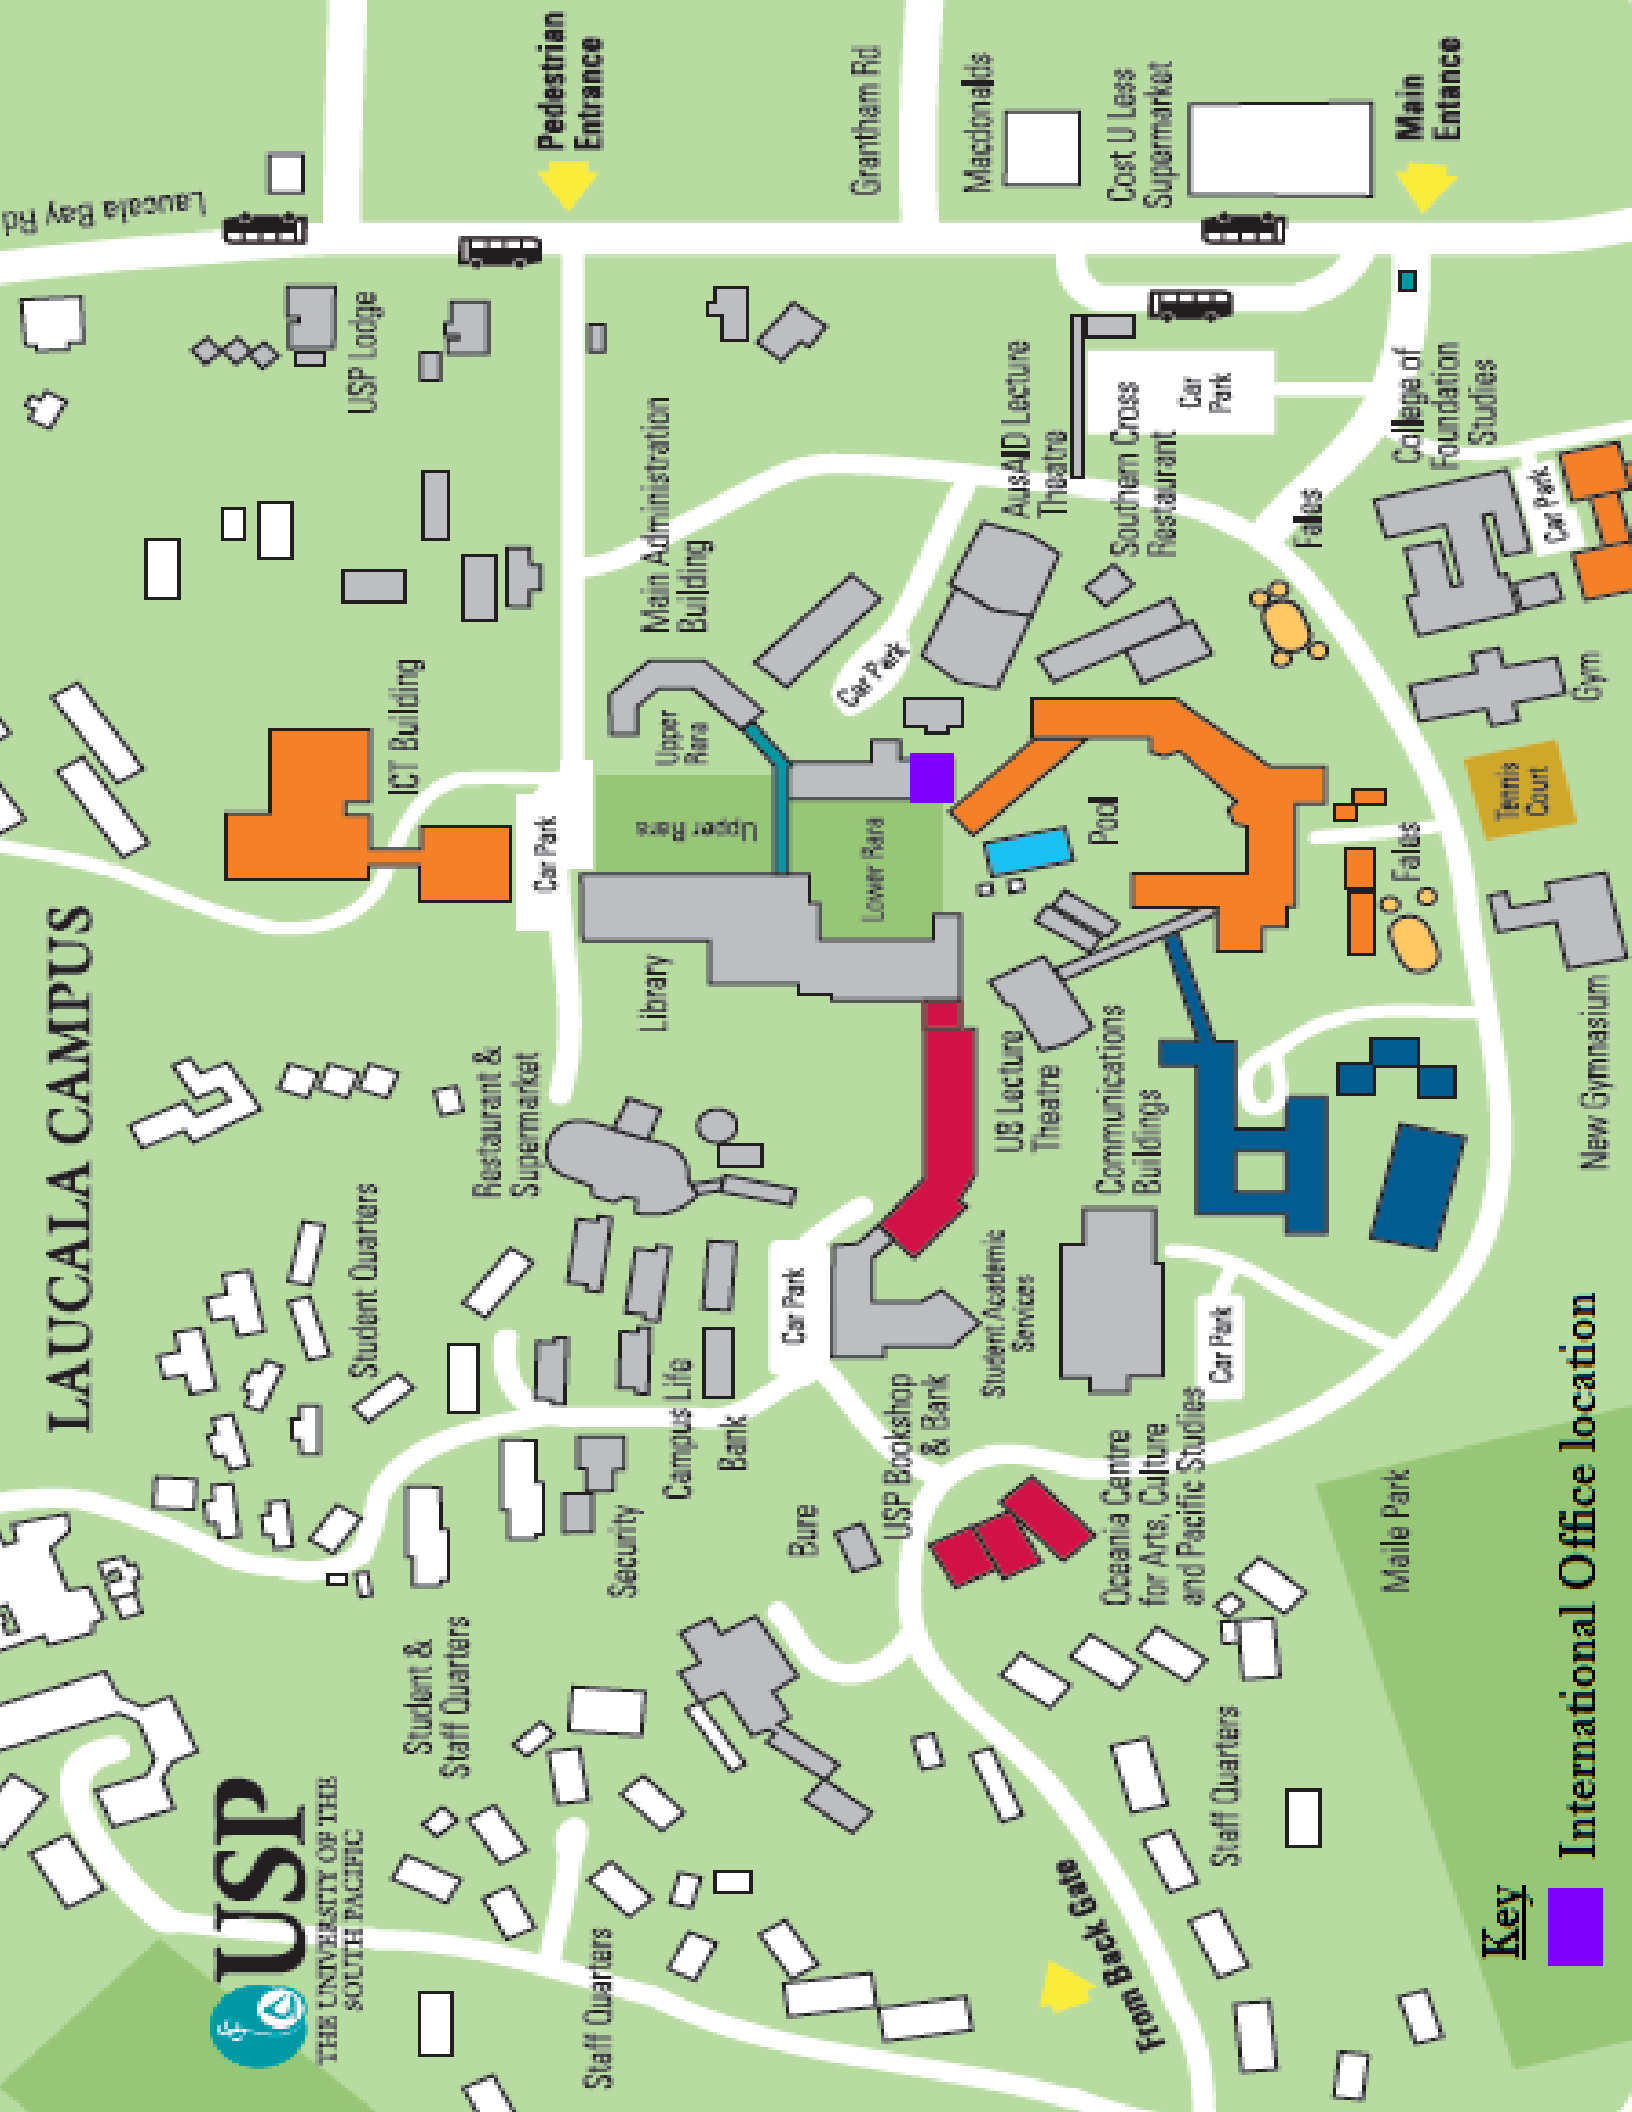 LAUCALA CAMPUS
USP
THE UNIVERSITY OF THE
SOUTH PACIFIC
Laucala Bay Rd
USP Lodge
Pedestrian
Entrance
Grantham Rd
Macdonalds
Cost U Less
Supermarket
Main
Entance
ICT Building
Main Administration
Building
Upper
Rara
Upper Rara
Lower Rara
Car Park
Car Park
AusAID Lecture
Theatre
Southern Cross
Restaurant
Car
Park
College of
Foundation
Studies
Car Park
Fales
Gym
Tennis
Court
Pool
Fales
New Gymnasium
Library
Restaurant &
Supermarket
Student Quarters
UB Lecture
Theatre
Communications
Buildings
Car Park
Student Academic
Services
Car Park
Campus Life
Bank
USP Bookshop
& Bank
Security
Bure
Oceania Centre
for Arts, Culture
and Pacific Studies
Maile Park
Student &
Staff Quarters
Staff Quarters
Staff Quarters
From Back Gate
Key
International Office location